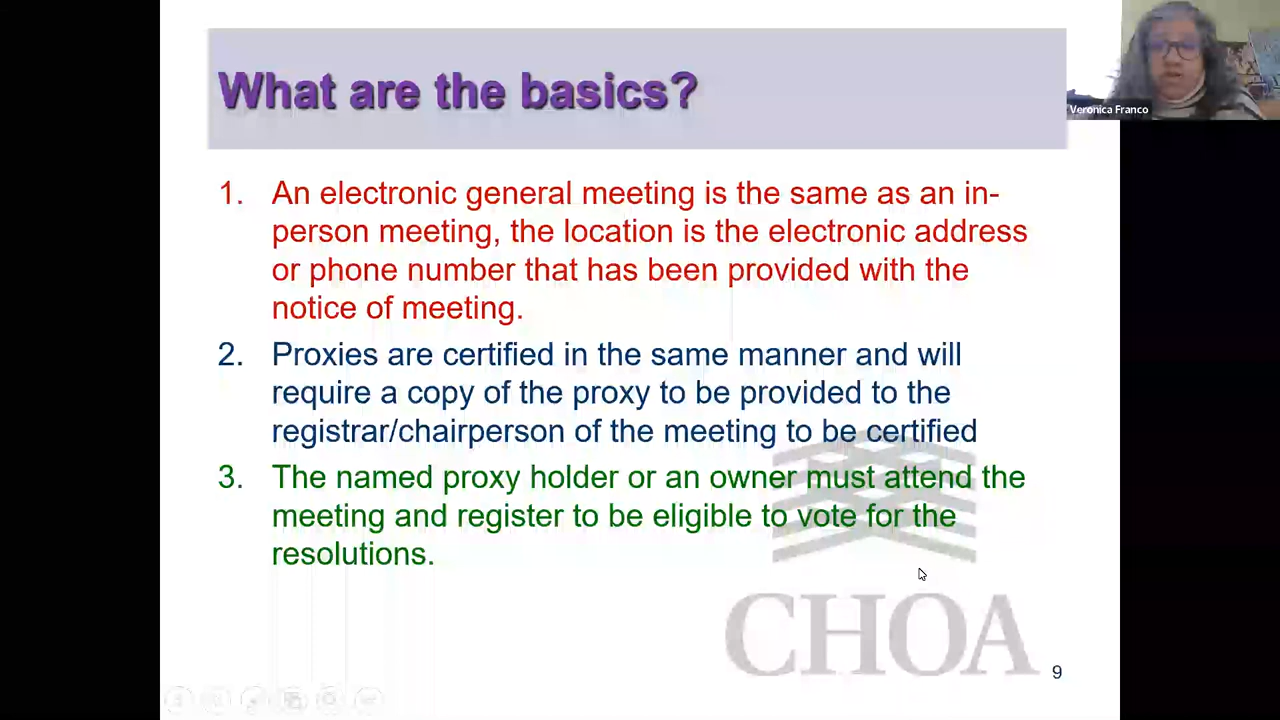 What are the basics?
Veronica Franco
1. An electronic general meeting is the same as an in-
person meeting, the location is the electronic address
or phone number that has been provided with the
notice of meeting.
2. Proxies are certified in the same manner and will
require a copy of the proxy to be provided to the
registrar/chairperson of the meeting to be certified
3. The named proxy holder or an owner must attend the
meeting and register to be eligible to vote for the
resolutions.
CHOA
9